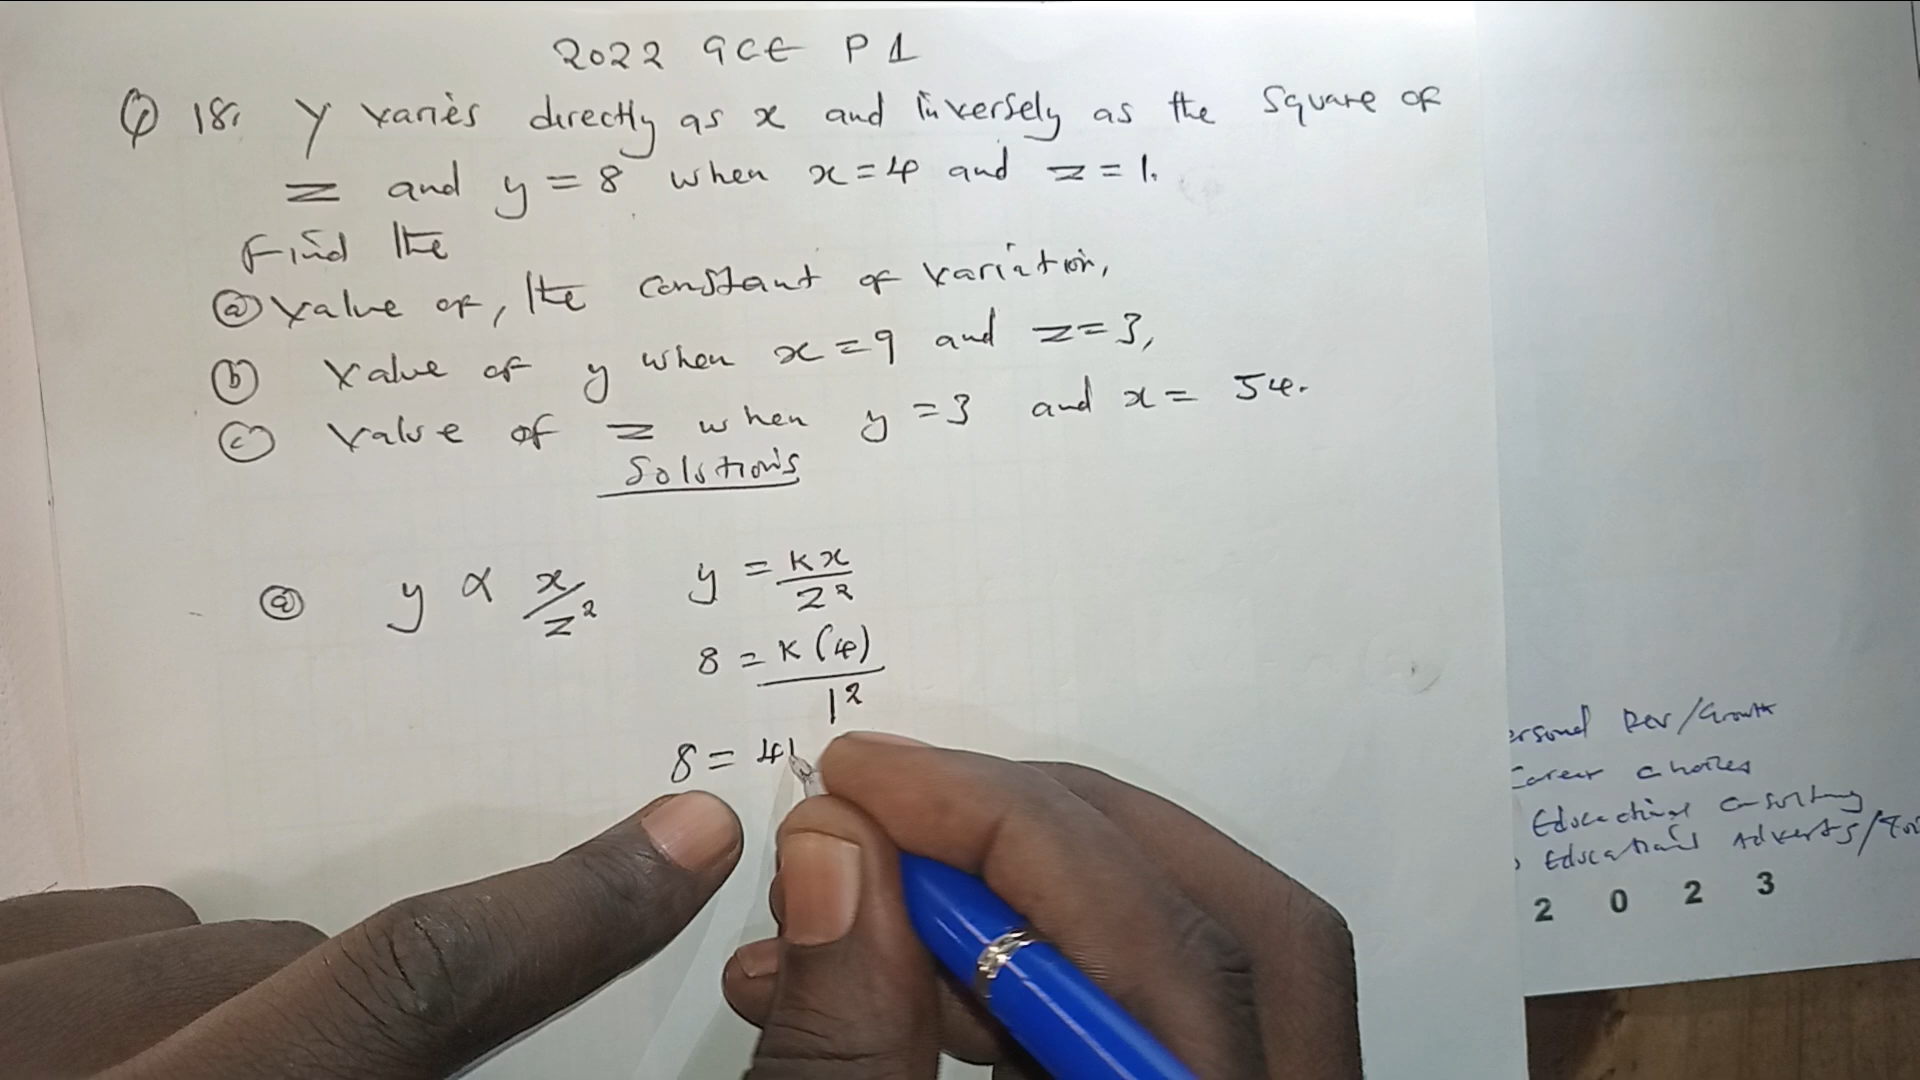 2022 GCE P1
Q 18. Y varies directly as x and inversely as the square of
z and y = 8 when x = 4 and z = 1.
Find the
(a) value of, the constant of variation,
(b) value of y when x = 9 and z = 3,
(c) value of z when y = 3 and x = 54.
Solutions
(a) y ∝ x/z² y = kx/z²
8 = k(4)/1²
8 = 4
Personal Dev/Growth
Career choices
Educational Consulting
Educational Adverts/
2 0 2 3